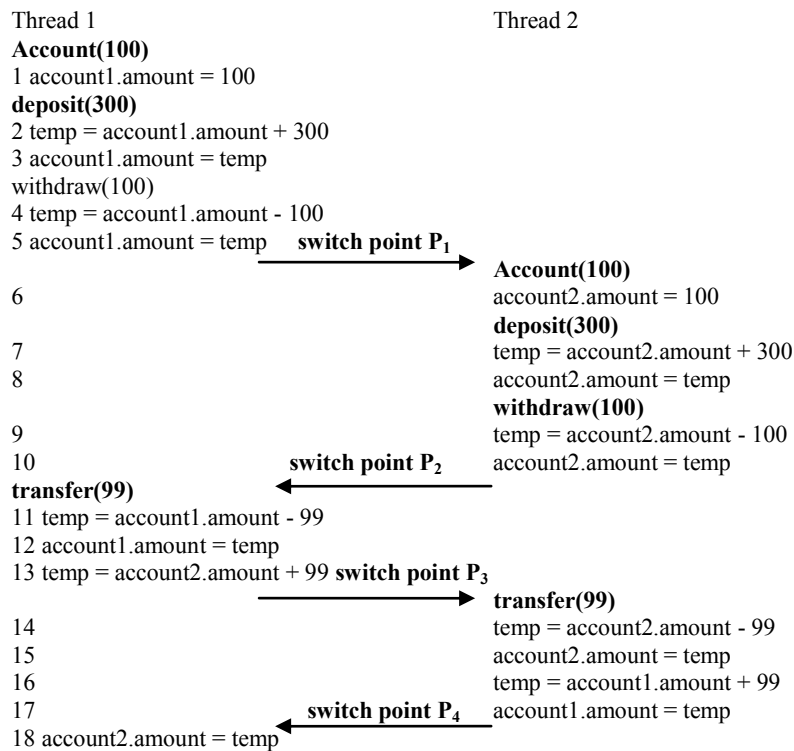 Thread 1 Thread 2
Account(100)
1 account1.amount = 100
deposit(300)
2 temp = account1.amount + 300
3 account1.amount = temp
withdraw(100)
4 temp = account1.amount - 100
5 account1.amount = temp switch point P1
Account(100)
6 account2.amount = 100
deposit(300)
7 temp = account2.amount + 300
8 account2.amount = temp
withdraw(100)
9 temp = account2.amount - 100
10 switch point P2 account2.amount = temp
transfer(99)
11 temp = account1.amount - 99
12 account1.amount = temp
13 temp = account2.amount + 99 switch point P3
transfer(99)
14 temp = account2.amount - 99
15 account2.amount = temp
16 temp = account1.amount + 99
17 switch point P4 account1.amount = temp
18 account2.amount = temp